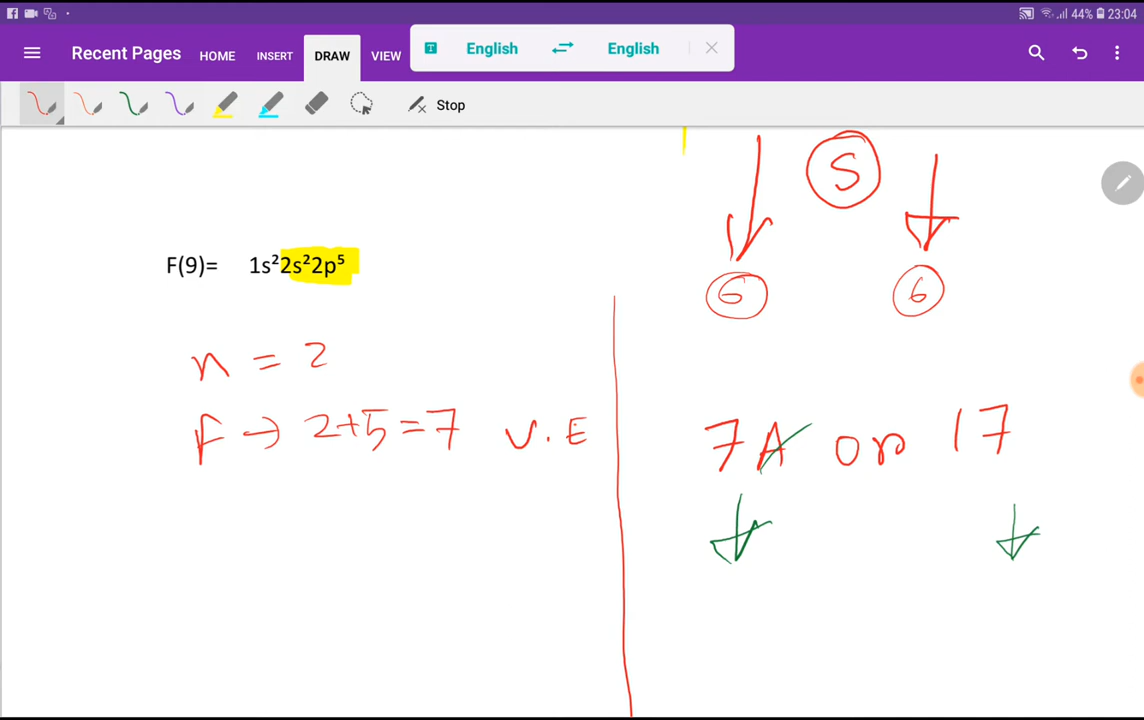 44% 23:04
Recent Pages HOME INSERT DRAW VIEW English English
Stop
S
6 6
F(9)= 1s²2s²2p⁵
n = 2
F → 2+5=7 V.E
7A or 17